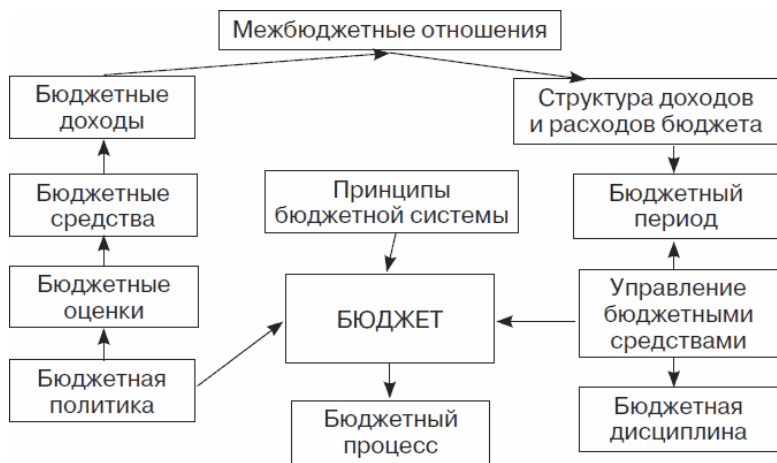 Межбюджетные отношения
Бюджетные
доходы
Структура доходов
и расходов бюджета
Бюджетные
средства
Принципы
бюджетной системы
Бюджетный
период
Бюджетные
оценки
БЮДЖЕТ
Управление
бюджетными
средствами
Бюджетная
политика
Бюджетный
процесс
Бюджетная
дисциплина